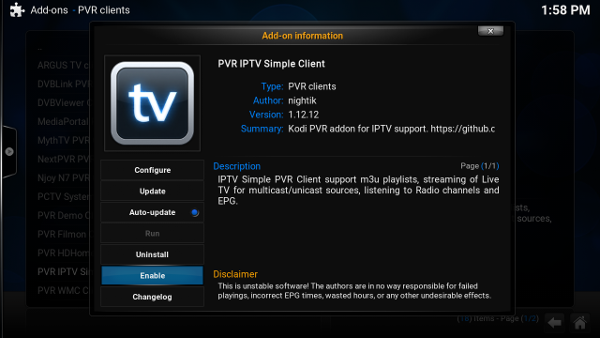 Add-ons - PVR clients
1:58 PM
Add-on information
..
ARGUS TV c
DVBLink PV
DVBViewer C
MediaPortal
MythTV PVR
NextPVR PV
Njoy N7 PVR
PCTV System
PVR Demo C
PVR Filmon
PVR HDHom
PVR IPTV Sim
PVR WMC C
tv
PVR IPTV Simple Client
Type: PVR clients
Author: nightik
Version: 1.12.12
Summary: Kodi PVR addon for IPTV support. https://github.c
Configure
Update
Auto-update
Run
Uninstall
Enable
Changelog
Description
Page (1/1)
IPTV Simple PVR Client support m3u playlists, streaming of Live
TV for multicast/unicast sources, listening to Radio channels and
EPG.
Disclaimer
This is unstable software! The authors are in no way responsible for failed
playings, incorrect EPG times, wasted hours, or any other undesirable effects.
ists,
sources,
items - Page (1/2)